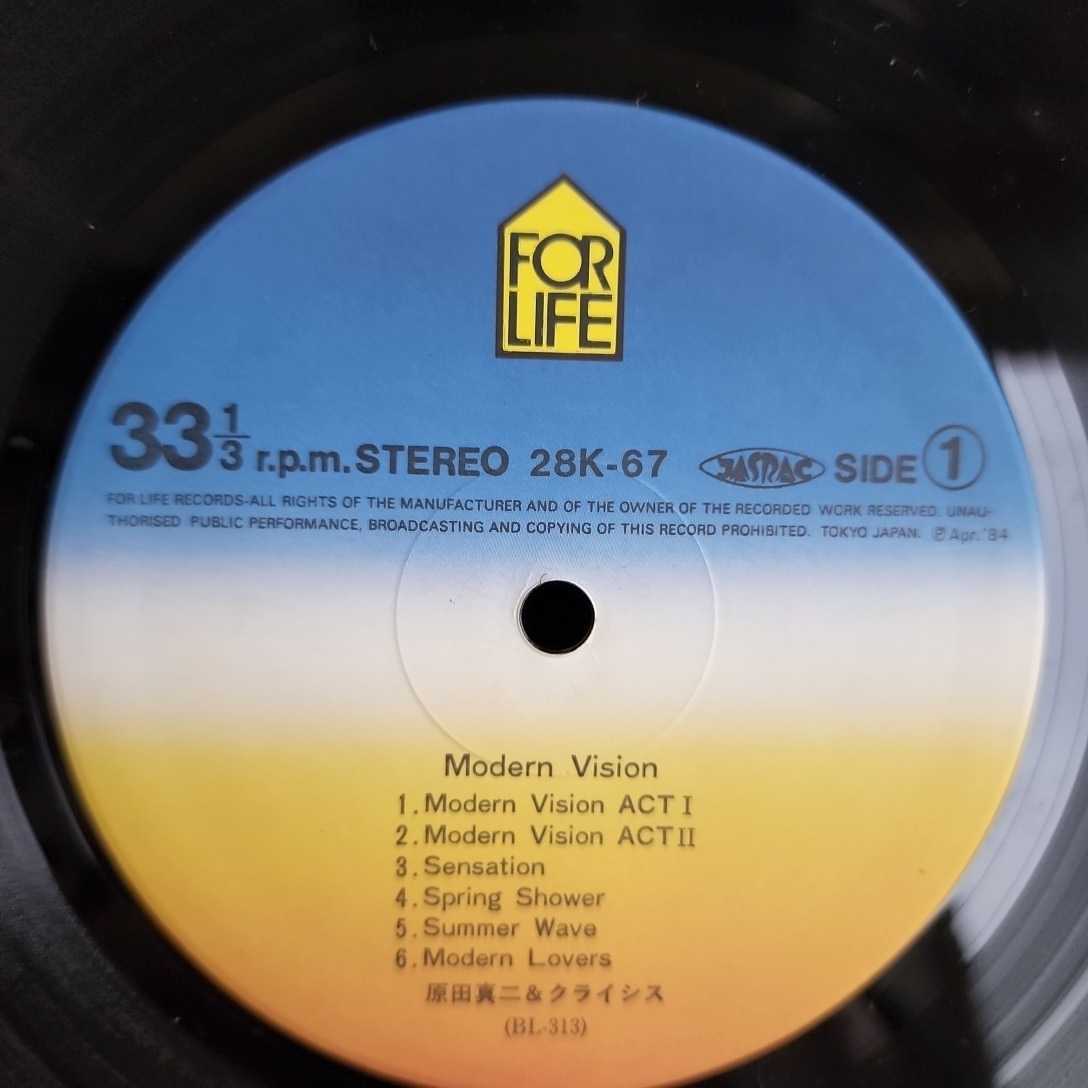 FOR
LIFE
33 1/3 r.p.m. STEREO 28K-67 JASRAC SIDE 1
FOR LIFE RECORDS-ALL RIGHTS OF THE MANUFACTURER AND OF THE OWNER OF THE RECORDED WORK RESERVED. UNAU-
THORISED PUBLIC PERFORMANCE, BROADCASTING AND COPYING OF THIS RECORD PROHIBITED. TOKYO JAPAN. ℗Apr.'84
Modern Vision
1.Modern Vision ACT I
2.Modern Vision ACT II
3.Sensation
4.Spring Shower
5.Summer Wave
6.Modern Lovers
原田真二&クライシス
(BL-313)